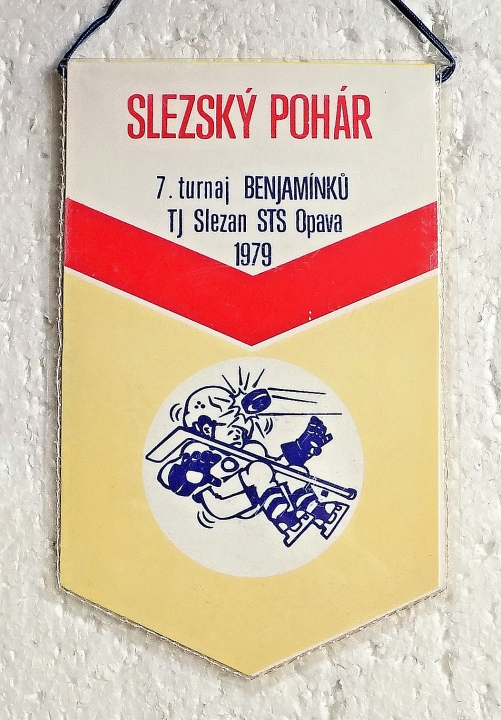 SLEZSKÝ POHÁR
7. turnaj BENJAMÍNKŮ
TJ Slezan STS Opava
1979